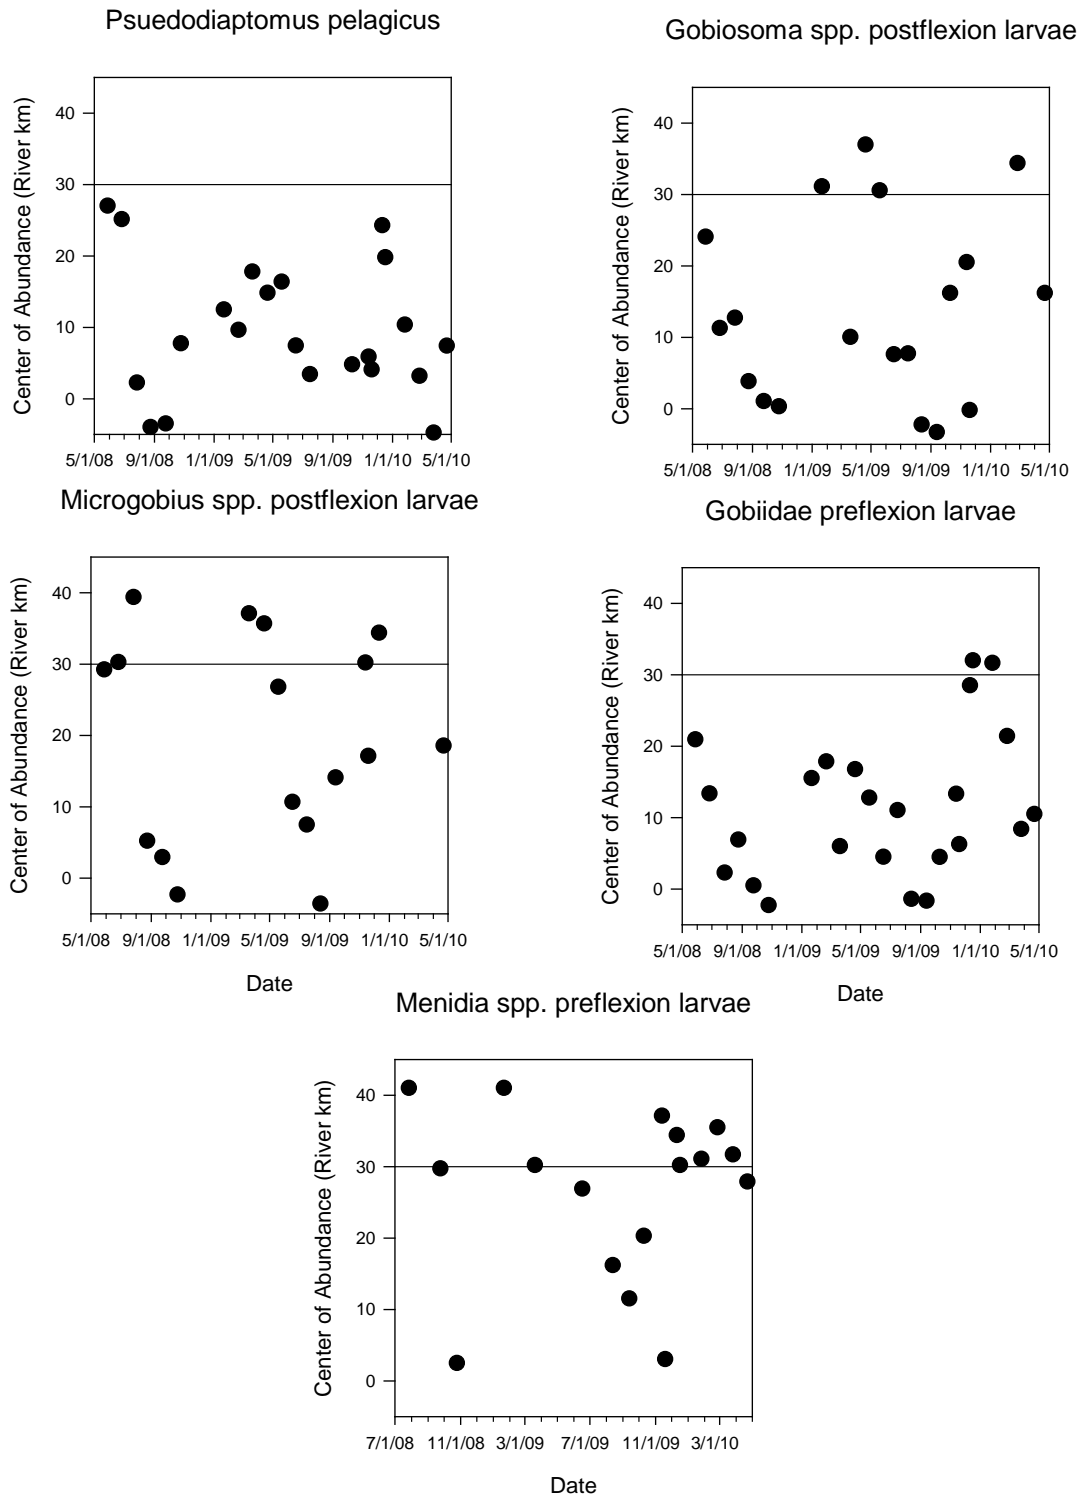 Psuedodiaptomus pelagicus
Center of Abundance (River km)
40
30
20
10
0
5/1/08 9/1/08 1/1/09 5/1/09 9/1/09 1/1/10 5/1/10
Gobiosoma spp. postflexion larvae
Center of Abundance (River km)
40
30
20
10
0
5/1/08 9/1/08 1/1/09 5/1/09 9/1/09 1/1/10 5/1/10
Microgobius spp. postflexion larvae
Center of Abundance (River km)
40
30
20
10
0
5/1/08 9/1/08 1/1/09 5/1/09 9/1/09 1/1/10 5/1/10
Date
Gobiidae preflexion larvae
Center of Abundance (River km)
40
30
20
10
0
5/1/08 9/1/08 1/1/09 5/1/09 9/1/09 1/1/10 5/1/10
Date
Menidia spp. preflexion larvae
Center of Abundance (River km)
40
30
20
10
0
7/1/08 11/1/08 3/1/09 7/1/09 11/1/09 3/1/10
Date